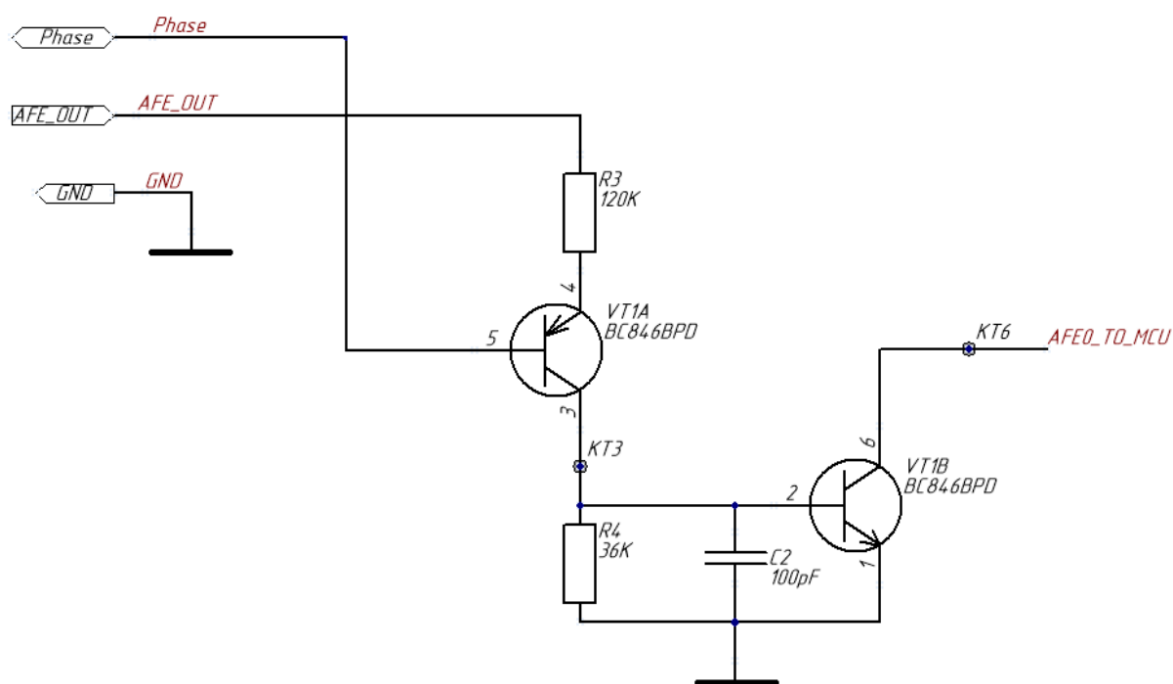 Phase
Phase
AFE_OUT
AFE_OUT
GND
GND
R3
120K
4
VT1A
BC846BPD
5
3
KT3
KT6
AFE0_TO_MCU
6
VT1B
BC846BPD
2
1
R4
36K
C2
100pF